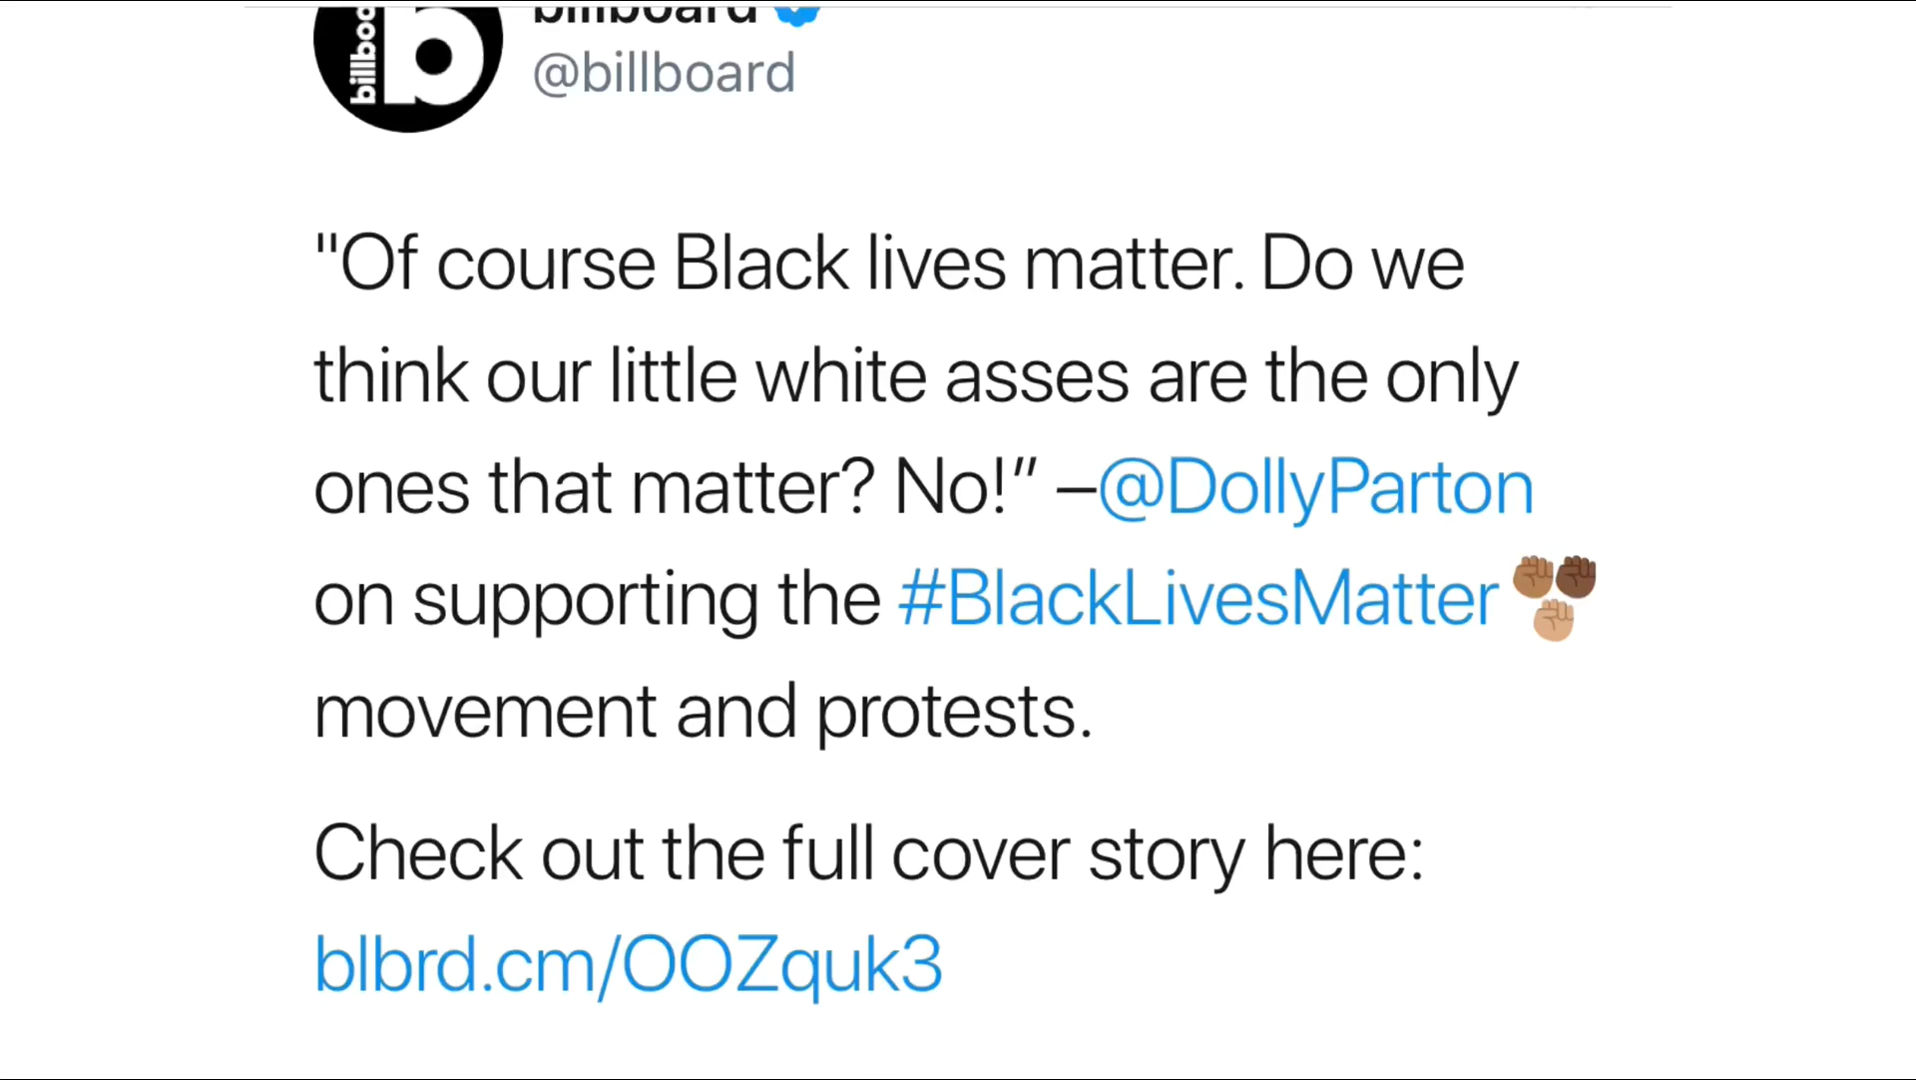 billboard
billboard
@billboard
"Of course Black lives matter. Do we
think our little white asses are the only
ones that matter? No!” –@DollyParton
on supporting the #BlackLivesMatter
movement and protests.
Check out the full cover story here:
blbrd.cm/OOZquk3